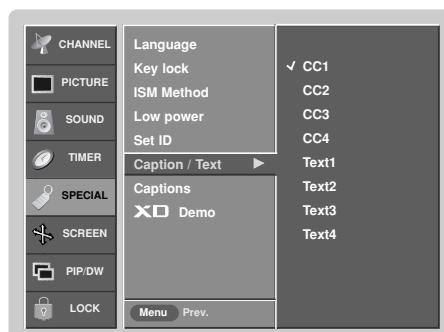 CHANNEL
PICTURE
SOUND
TIMER
SPECIAL
SCREEN
PIP/DW
LOCK
Language
Key lock
ISM Method
Low power
Set ID
Caption / Text ►
Captions
XD Demo
Menu Prev.
✓ CC1
CC2
CC3
CC4
Text1
Text2
Text3
Text4